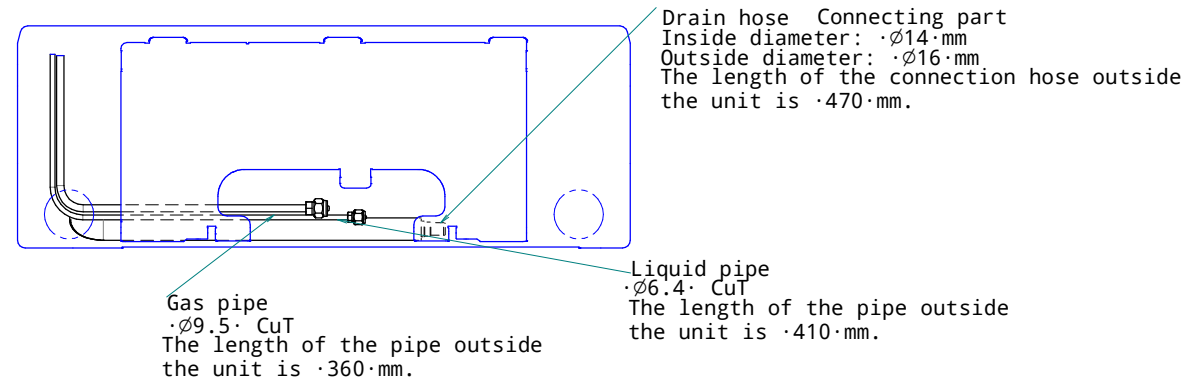 Drain hose  Connecting part
Inside diameter: ·∅14·mm
Outside diameter: ·∅16·mm
The length of the connection hose outside
the unit is ·470·mm.
Liquid pipe
·∅6.4· CuT
The length of the pipe outside
the unit is ·410·mm.
Gas pipe
·∅9.5· CuT
The length of the pipe outside
the unit is ·360·mm.